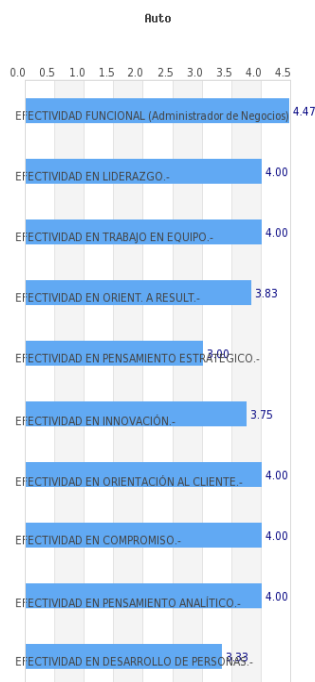 Auto
0.0 0.5 1.0 1.5 2.0 2.5 3.0 3.5 4.0 4.5
EFECTIVIDAD FUNCIONAL (Administrador de Negocios) 4.47
EFECTIVIDAD EN LIDERAZGO.- 4.00
EFECTIVIDAD EN TRABAJO EN EQUIPO.- 4.00
EFECTIVIDAD EN ORIENT. A RESULT.- 3.83
EFECTIVIDAD EN PENSAMIENTO ESTRATÉGICO.- 3.00
EFECTIVIDAD EN INNOVACIÓN.- 3.75
EFECTIVIDAD EN ORIENTACIÓN AL CLIENTE.- 4.00
EFECTIVIDAD EN COMPROMISO.- 4.00
EFECTIVIDAD EN PENSAMIENTO ANALÍTICO.- 4.00
EFECTIVIDAD EN DESARROLLO DE PERSONAS.- 3.33